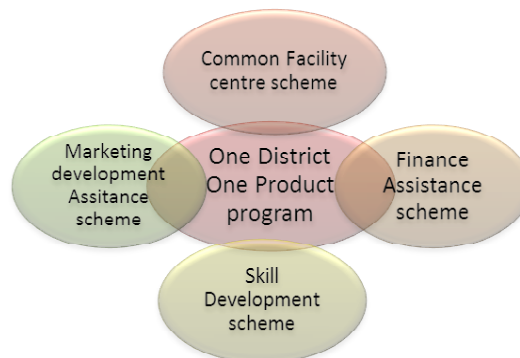 Common Facility
centre scheme
Marketing
development
Assitance
scheme
One District
One Product
program
Finance
Assistance
scheme
Skill
Development
scheme